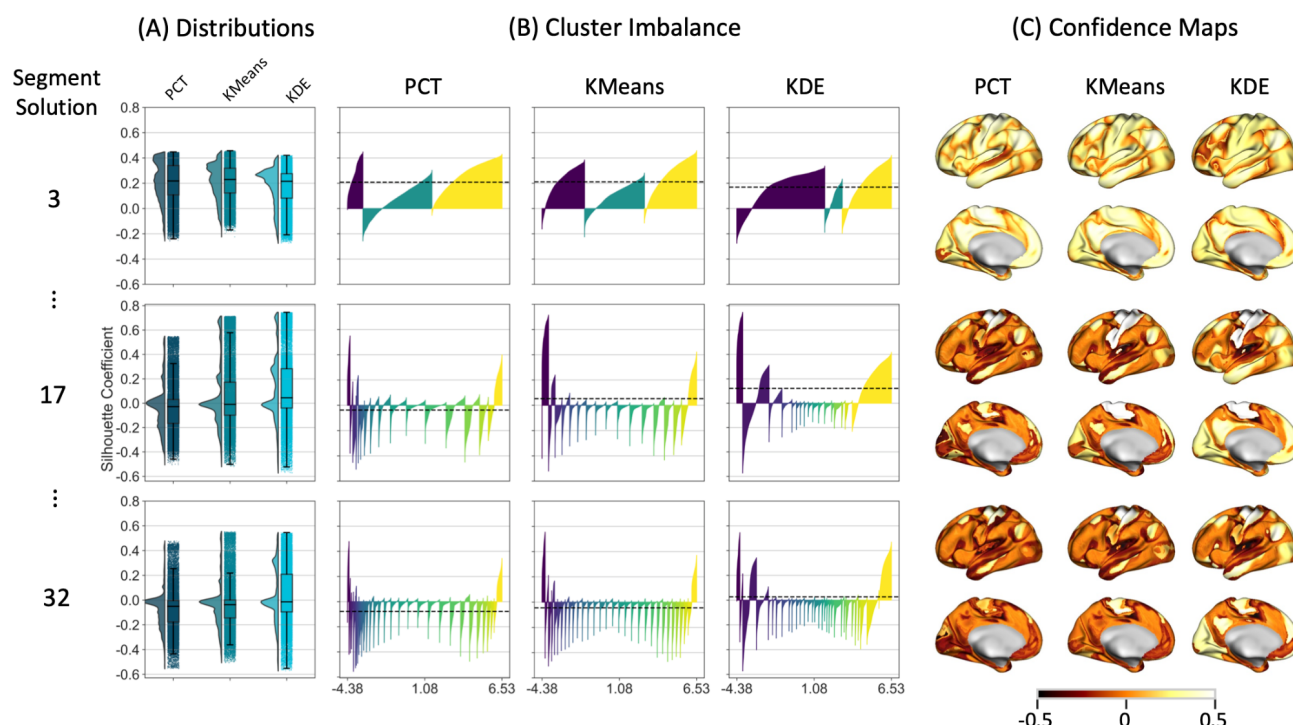 (A) Distributions (B) Cluster Imbalance (C) Confidence Maps
Segment
Solution
PCT KMeans KDE
PCT KMeans KDE
PCT KMeans KDE
Silhouette Coefficient
0.8
0.6
0.4
0.2
0.0
-0.2
-0.4
-0.6
3
⋮
0.8
0.6
0.4
0.2
0.0
-0.2
-0.4
-0.6
17
⋮
0.8
0.6
0.4
0.2
0.0
-0.2
-0.4
-0.6
32
-4.38 1.08 6.53
-4.38 1.08 6.53
-4.38 1.08 6.53
-0.5 0 0.5